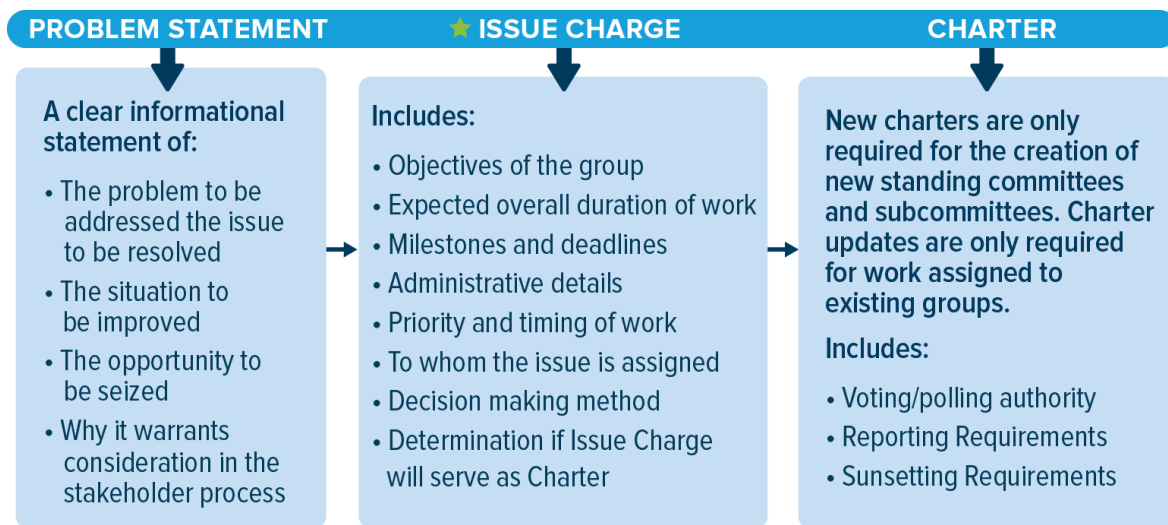 PROBLEM STATEMENT
ISSUE CHARGE
CHARTER
A clear informational
statement of:
• The problem to be
addressed the issue
to be resolved
• The situation to
be improved
• The opportunity to
be seized
• Why it warrants
consideration in the
stakeholder process
Includes:
• Objectives of the group
• Expected overall duration of work
• Milestones and deadlines
• Administrative details
• Priority and timing of work
• To whom the issue is assigned
• Decision making method
• Determination if Issue Charge
will serve as Charter
New charters are only
required for the creation of
new standing committees
and subcommittees. Charter
updates are only required
for work assigned to
existing groups.
Includes:
• Voting/polling authority
• Reporting Requirements
• Sunsetting Requirements